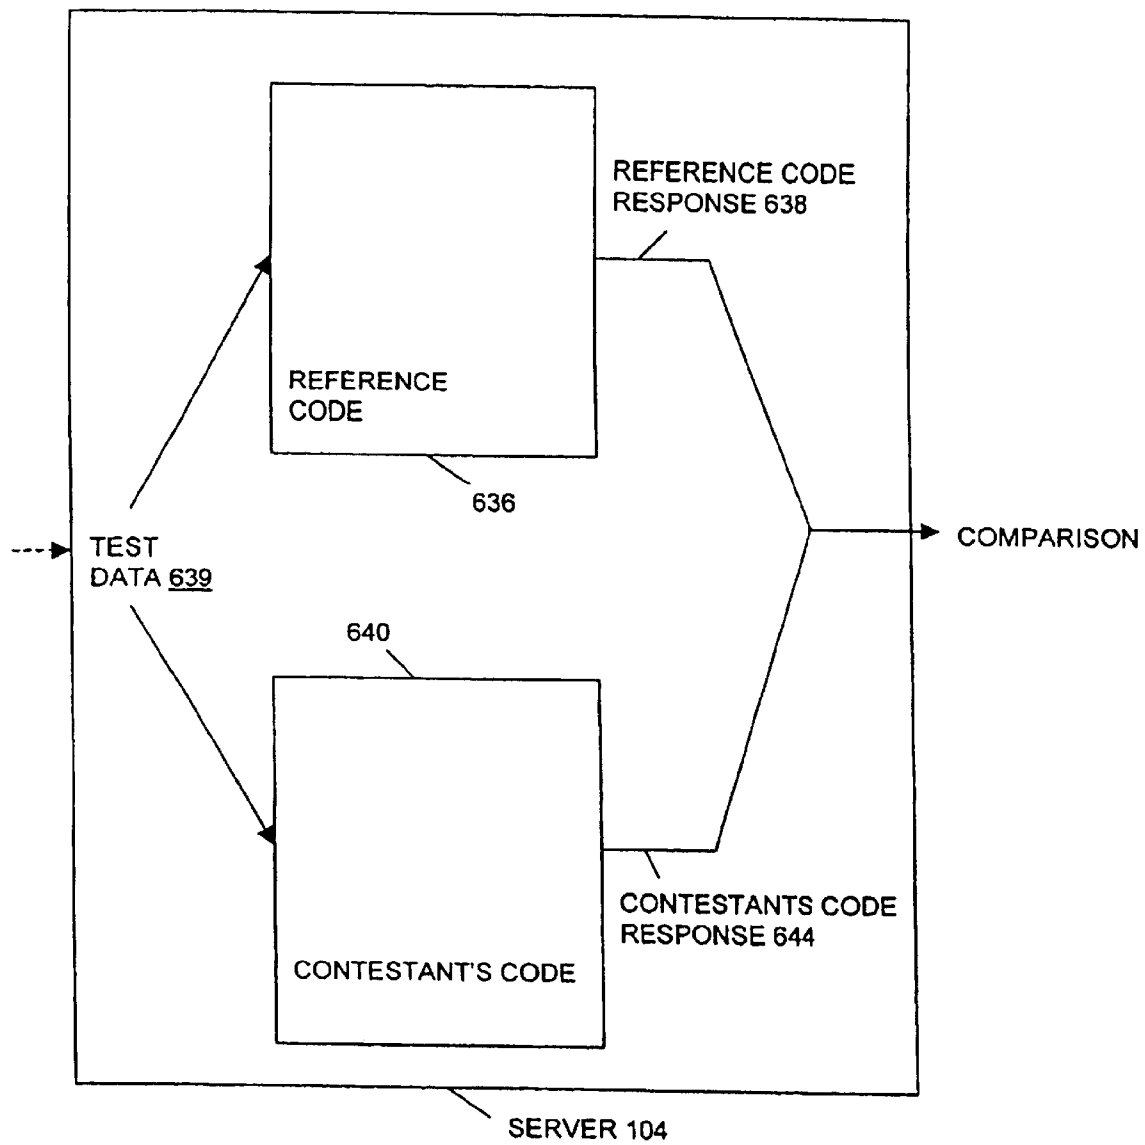 REFERENCE CODE
RESPONSE 638
REFERENCE
CODE
636
TEST
DATA 639
COMPARISON
640
CONTESTANTS CODE
RESPONSE 644
CONTESTANT'S CODE
SERVER 104